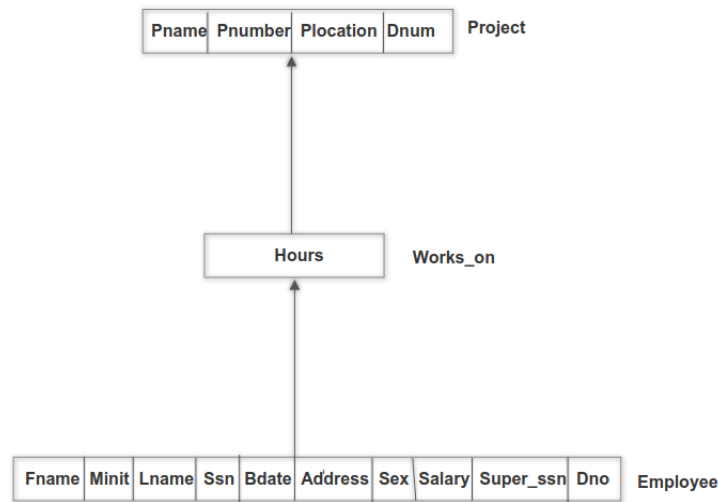 Pname Pnumber Plocation Dnum Project
Hours Works_on
Fname Minit Lname Ssn Bdate Address Sex Salary Super_ssn Dno Employee